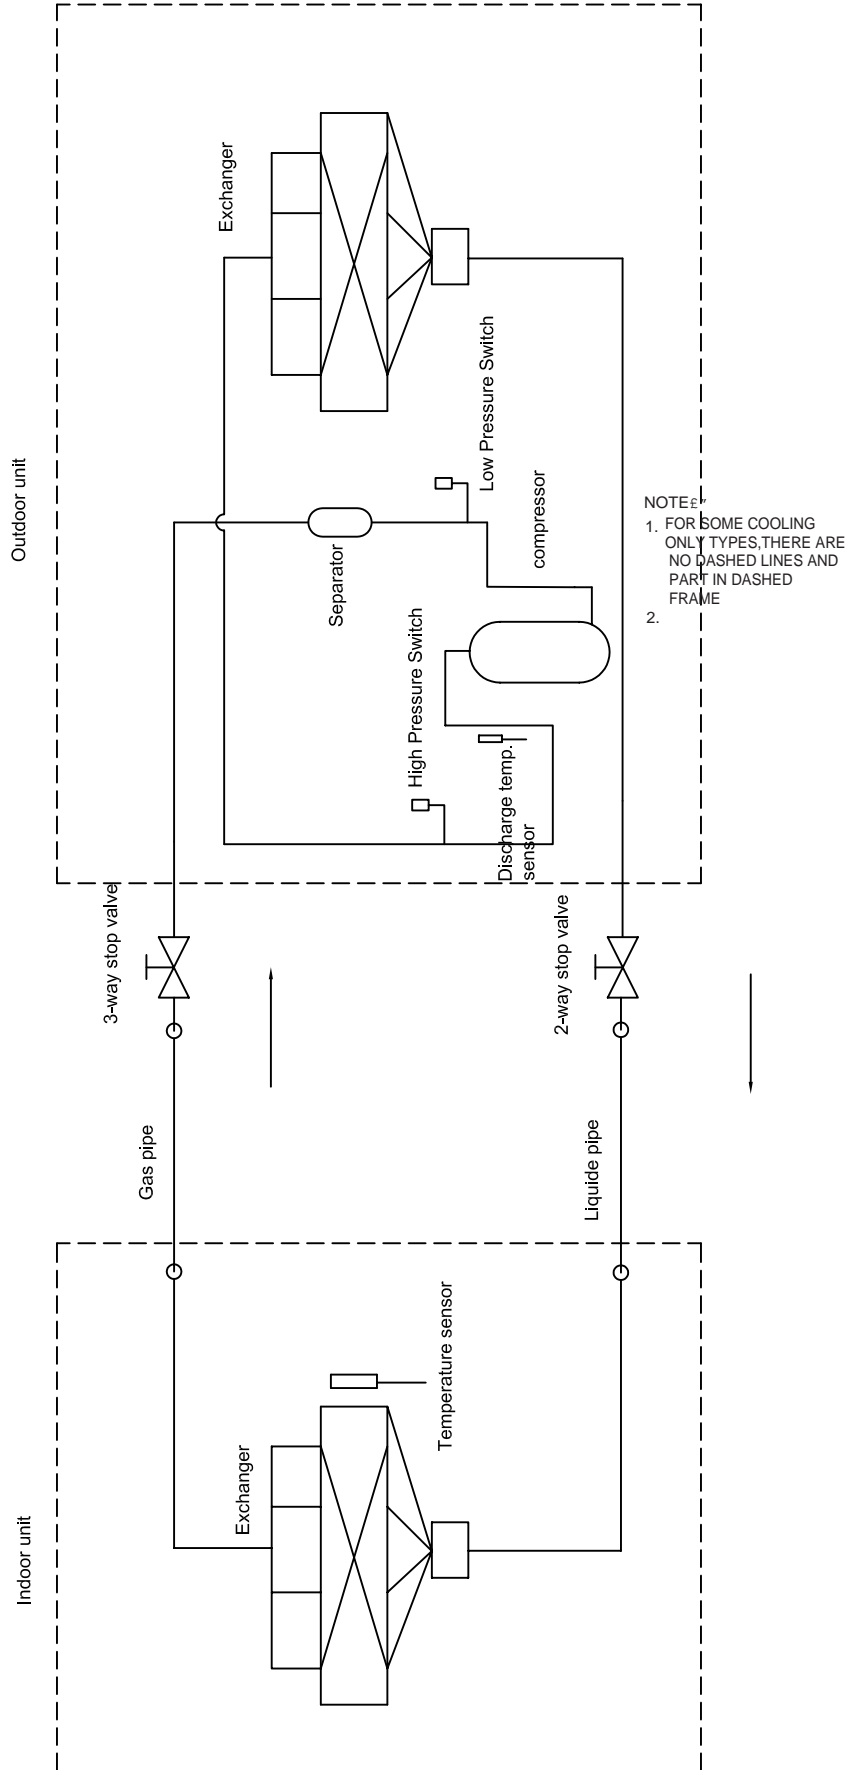 Outdoor unit
Exchanger
Low Pressure Switch
compressor
Separator
High Pressure Switch
Discharge temp.
sensor
NOTE£"
1. FOR SOME COOLING
ONLY TYPES,THERE ARE
NO DASHED LINES AND
PART IN DASHED
FRAME
2.
3-way stop valve
2-way stop valve
Gas pipe
Liquide pipe
Indoor unit
Exchanger
Temperature sensor